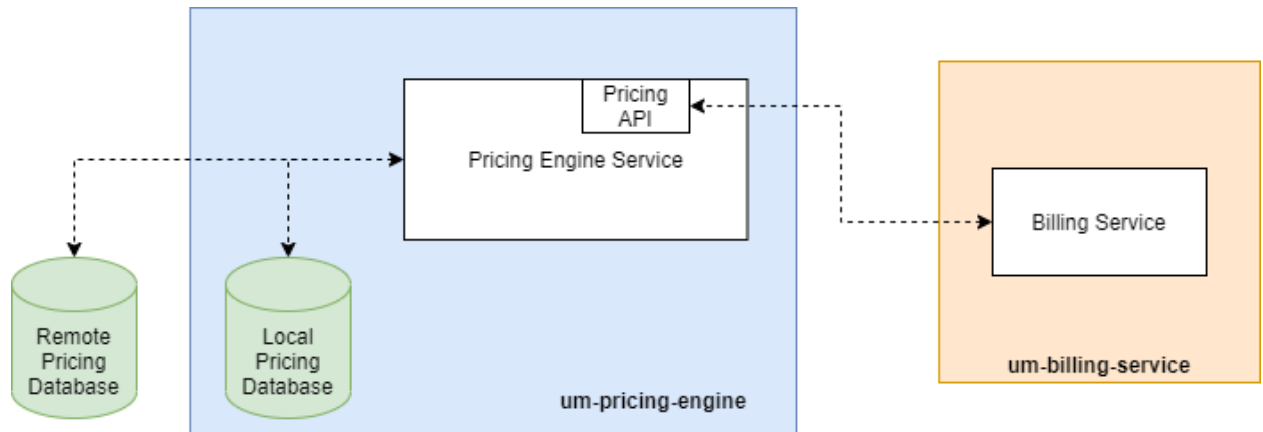 Pricing
API
Pricing Engine Service
Billing Service
Remote
Pricing
Database
Local
Pricing
Database
um-billing-service
um-pricing-engine